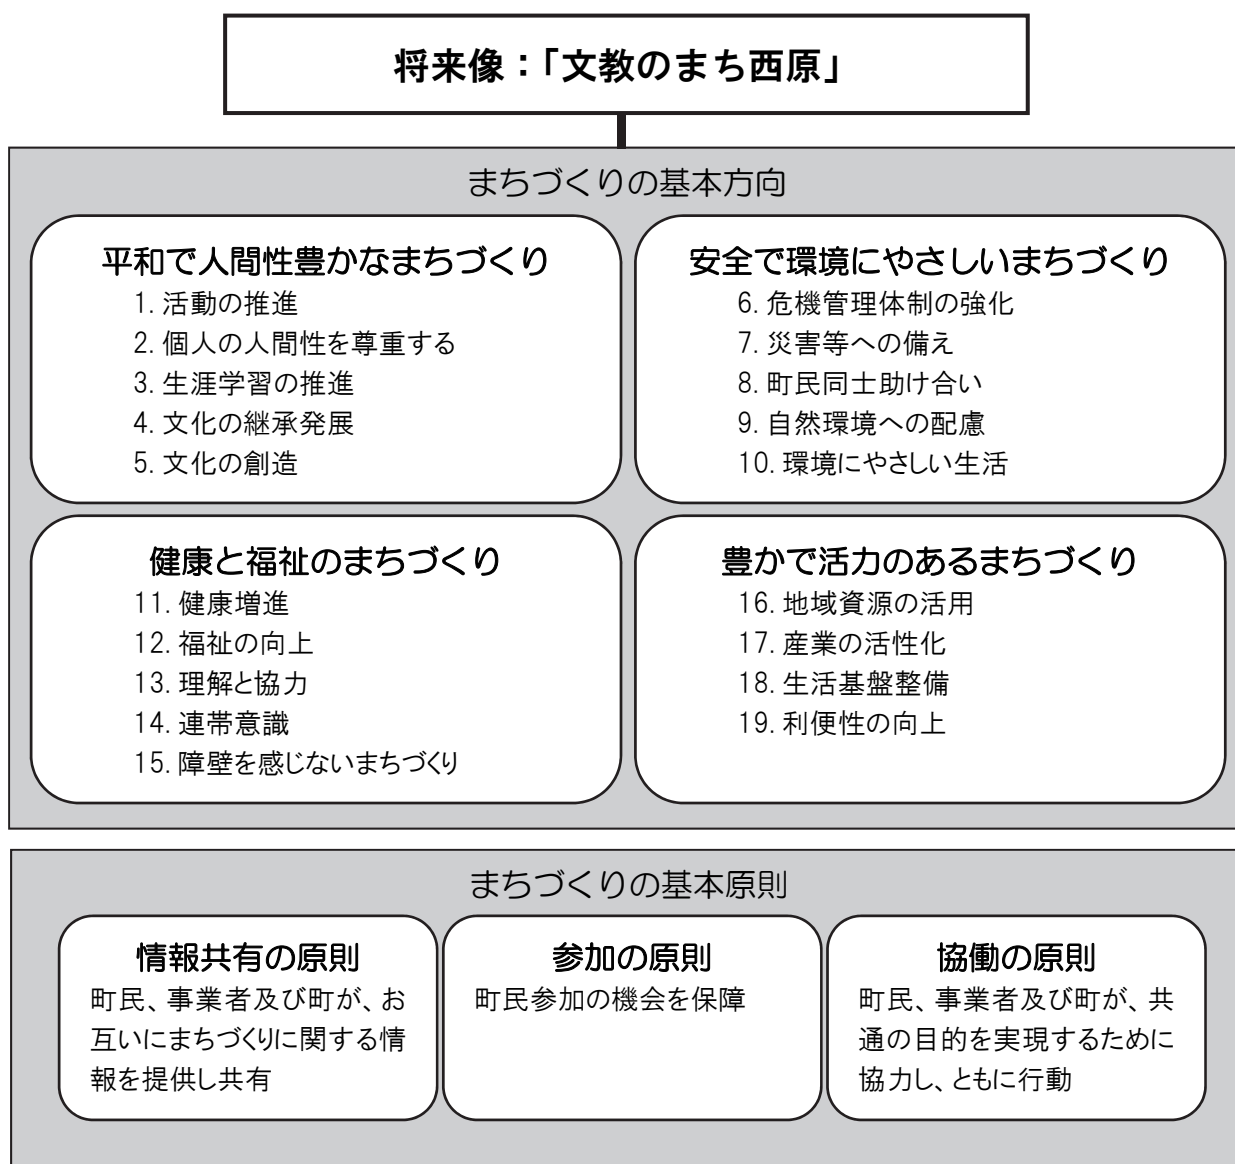 将来像：「文教のまち西原」
まちづくりの基本方向
平和で人間性豊かなまちづくり
1. 活動の推進
2. 個人の人間性を尊重する
3. 生涯学習の推進
4. 文化の継承発展
5. 文化の創造
安全で環境にやさしいまちづくり
6. 危機管理体制の強化
7. 災害等への備え
8. 町民同士助け合い
9. 自然環境への配慮
10. 環境にやさしい生活
健康と福祉のまちづくり
11. 健康増進
12. 福祉の向上
13. 理解と協力
14. 連帯意識
15. 障壁を感じないまちづくり
豊かで活力のあるまちづくり
16. 地域資源の活用
17. 産業の活性化
18. 生活基盤整備
19. 利便性の向上
まちづくりの基本原則
情報共有の原則
町民、事業者及び町が、お
互いにまちづくりに関する情
報を提供し共有
参加の原則
町民参加の機会を保障
協働の原則
町民、事業者及び町が、共
通の目的を実現するために
協力し、ともに行動